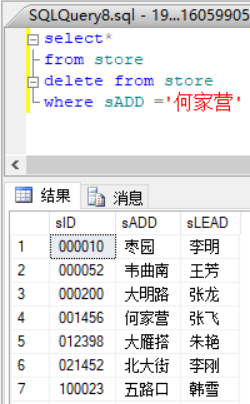 SQLQuery8.sql - 19...16059905
select*
from store
delete from store
where sADD ='何家营'
结果 消息
sID sADD sLEAD
1 000010 枣园 李明
2 000052 韦曲南 王芳
3 000200 大明路 张龙
4 001456 何家营 张飞
5 012398 大雁塔 朱艳
6 021452 北大街 李刚
7 100023 五路口 韩雪